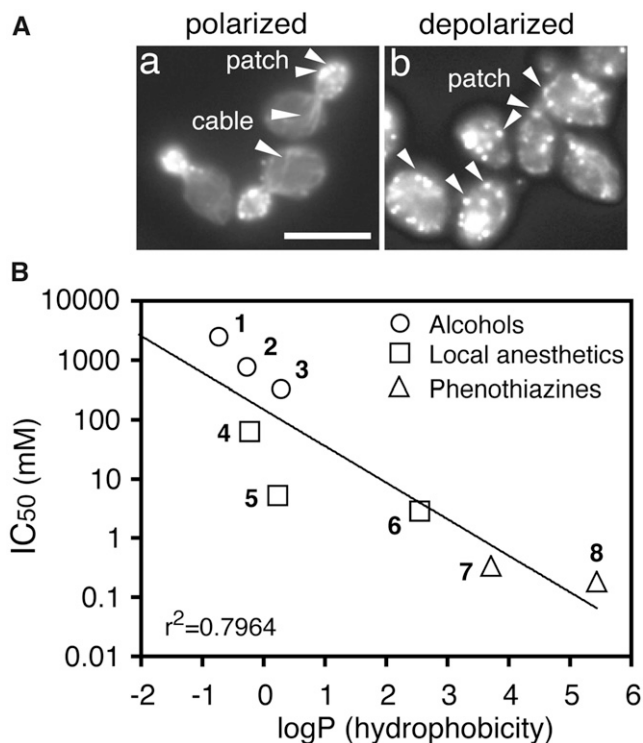 A
polarized
depolarized
a
patch
cable
b
patch
B
IC50 (mM)
10000
1000
100
10
1
0.1
0.01
1
2
3
4
5
6
7
8
Alcohols
Local anesthetics
Phenothiazines
r²=0.7964
-2 -1 0 1 2 3 4 5 6
logP (hydrophobicity)